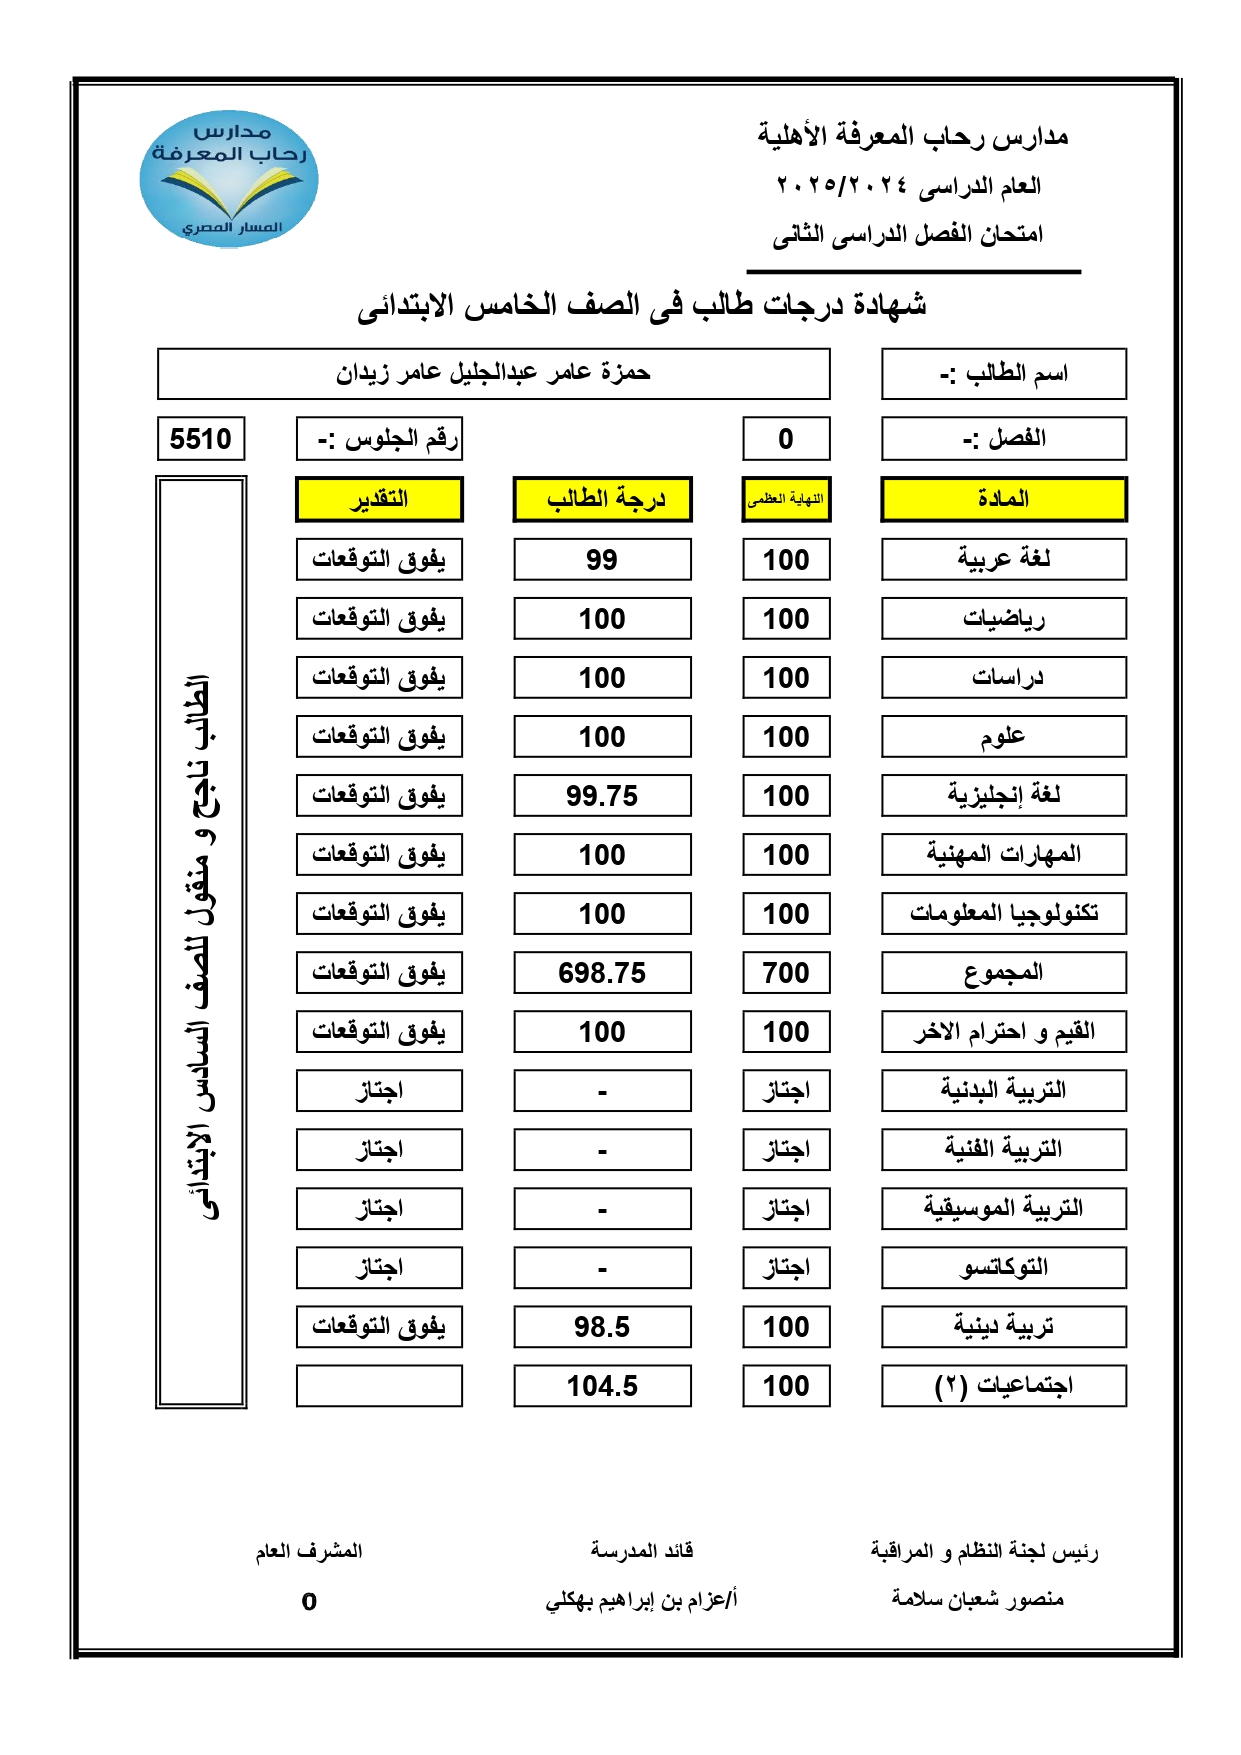 مدارس رحاب المعرفة الأهلية
العام الدراسى ٢٠٢٥/٢٠٢٤
امتحان الفصل الدراسى الثانى
مدارس
رحاب المعرفة
المسار المصري
شهادة درجات طالب فى الصف الخامس الابتدائى
اسم الطالب :- حمزة عامر عبدالجليل عامر زيدان
الفصل :- 0 رقم الجلوس :- 5510
المادة النهاية العظمى درجة الطالب التقدير
لغة عربية 100 99 يفوق التوقعات
رياضيات 100 100 يفوق التوقعات
دراسات 100 100 يفوق التوقعات
علوم 100 100 يفوق التوقعات
لغة إنجليزية 100 99.75 يفوق التوقعات
المهارات المهنية 100 100 يفوق التوقعات
تكنولوجيا المعلومات 100 100 يفوق التوقعات
المجموع 700 698.75 يفوق التوقعات
القيم و احترام الاخر 100 100 يفوق التوقعات
التربية البدنية اجتاز - اجتاز
التربية الفنية اجتاز - اجتاز
التربية الموسيقية اجتاز - اجتاز
التوكاتسو اجتاز - اجتاز
تربية دينية 100 98.5 يفوق التوقعات
اجتماعيات (٢) 100 104.5
الطالب ناجح و منقول للصف السادس الابتدائى
رئيس لجنة النظام و المراقبة قائد المدرسة المشرف العام
منصور شعبان سلامة أ/عزام بن إبراهيم بهكلي 0